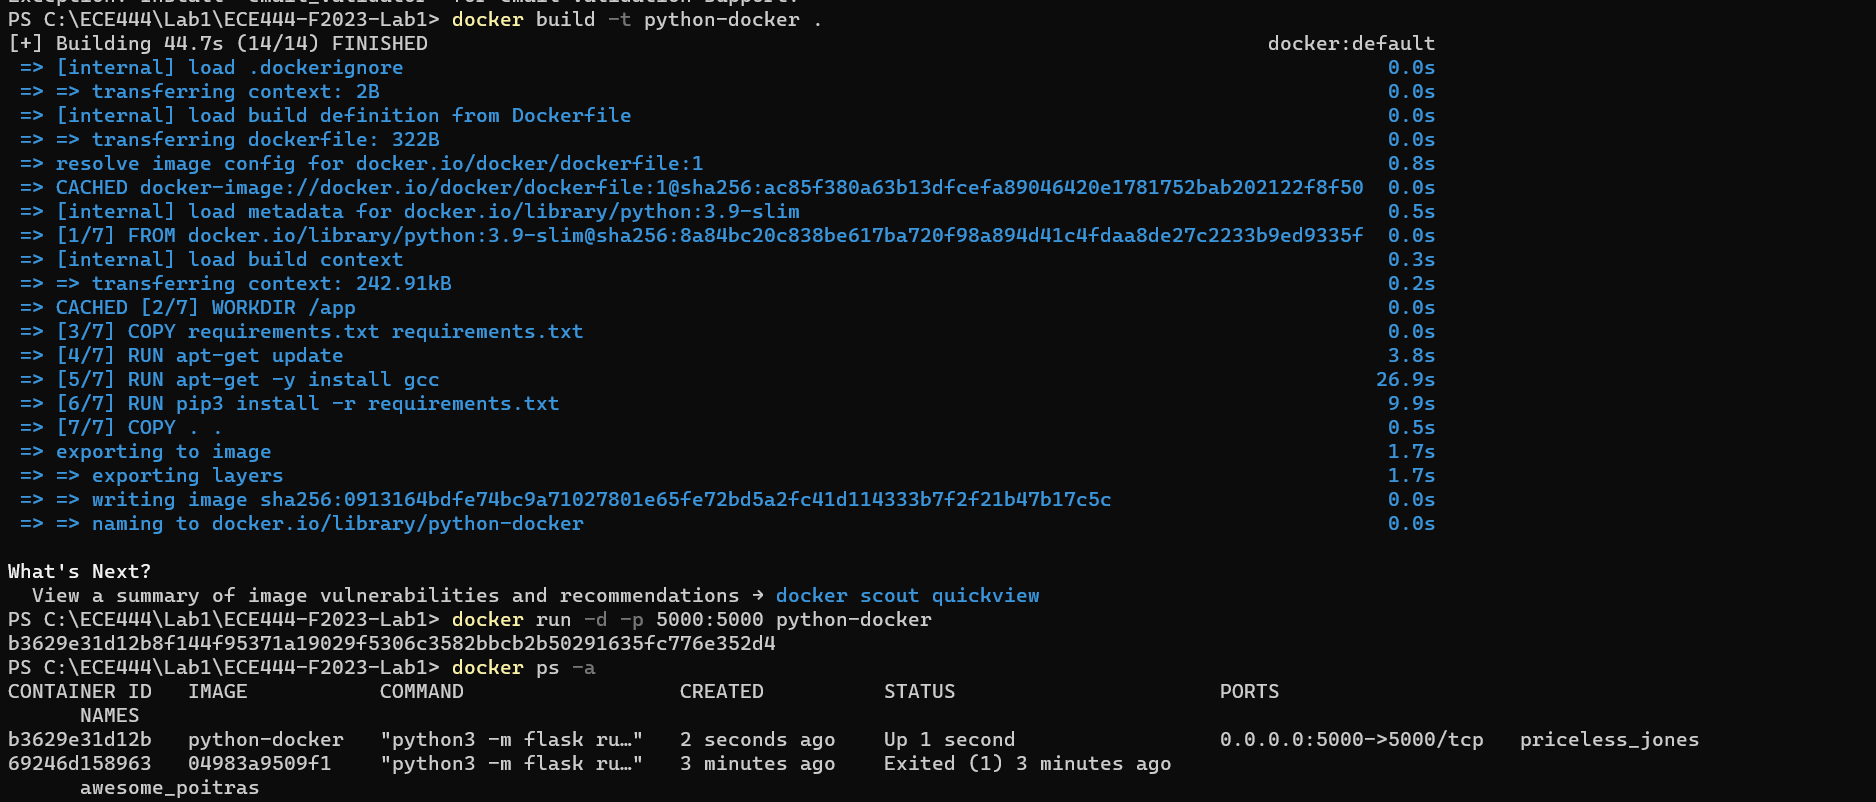 PS C:\ECE444\Lab1\ECE444-F2023-Lab1> docker build -t python-docker .
[+] Building 44.7s (14/14) FINISHED docker:default
=> [internal] load .dockerignore 0.0s
=> => transferring context: 2B 0.0s
=> [internal] load build definition from Dockerfile 0.0s
=> => transferring dockerfile: 322B 0.0s
=> resolve image config for docker.io/docker/dockerfile:1 0.8s
=> CACHED docker-image://docker.io/docker/dockerfile:1@sha256:ac85f380a63b13dfcefa89046420e1781752bab202122f8f50 0.0s
=> [internal] load metadata for docker.io/library/python:3.9-slim 0.5s
=> [1/7] FROM docker.io/library/python:3.9-slim@sha256:8a84bc20c838be617ba720f98a894d41c4fdaa8de27c2233b9ed9335f 0.0s
=> [internal] load build context 0.3s
=> => transferring context: 242.91kB 0.2s
=> CACHED [2/7] WORKDIR /app 0.0s
=> [3/7] COPY requirements.txt requirements.txt 0.0s
=> [4/7] RUN apt-get update 3.8s
=> [5/7] RUN apt-get -y install gcc 26.9s
=> [6/7] RUN pip3 install -r requirements.txt 9.9s
=> [7/7] COPY . . 0.5s
=> exporting to image 1.7s
=> => exporting layers 1.7s
=> => writing image sha256:0913164bdfe74bc9a71027801e65fe72bd5a2fc41d114333b7f2f21b47b17c5c 0.0s
=> => naming to docker.io/library/python-docker 0.0s
What's Next?
View a summary of image vulnerabilities and recommendations → docker scout quickview
PS C:\ECE444\Lab1\ECE444-F2023-Lab1> docker run -d -p 5000:5000 python-docker
b3629e31d12b8f144f95371a19029f5306c3582bbcb2b50291635fc776e352d4
PS C:\ECE444\Lab1\ECE444-F2023-Lab1> docker ps -a
CONTAINER ID IMAGE COMMAND CREATED STATUS PORTS
NAMES
b3629e31d12b python-docker "python3 -m flask ru…" 2 seconds ago Up 1 second 0.0.0.0:5000->5000/tcp priceless_jones
69246d158963 04983a9509f1 "python3 -m flask ru…" 3 minutes ago Exited (1) 3 minutes ago
awesome_poitras